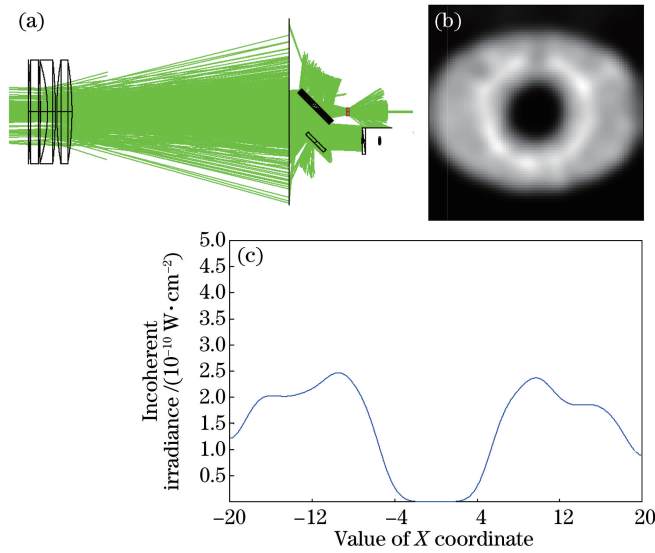 (a)
(b)
(c)
5.0
4.5
4.0
3.5
3.0
2.5
2.0
1.5
1.0
0.5
Incoherent
irradiance /(10⁻¹⁰ W·cm⁻²)
−20
−12
−4
4
12
20
Value of X coordinate